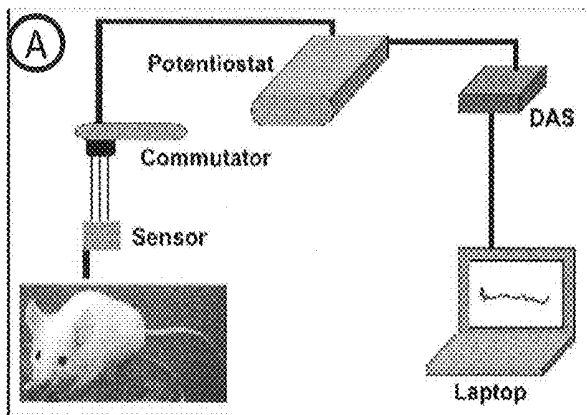 A
Potentiostat
DAS
Commutator
Sensor
Laptop